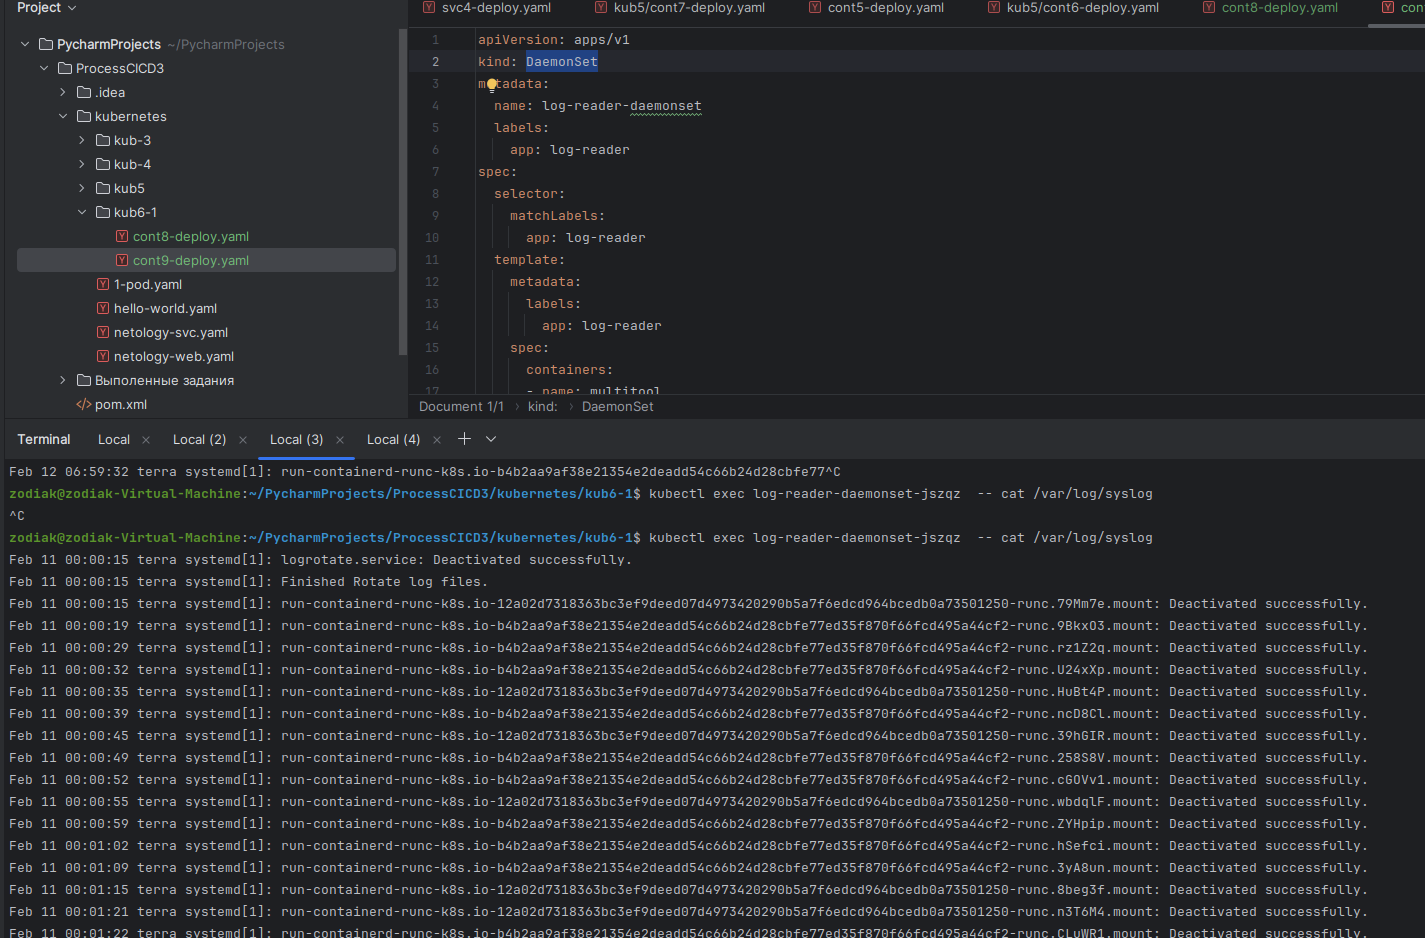 Project
svc4-deploy.yaml kub5/cont7-deploy.yaml cont5-deploy.yaml kub5/cont6-deploy.yaml cont8-deploy.yaml con
PycharmProjects ~/PycharmProjects
ProcessCICD3
.idea
kubernetes
kub-3
kub-4
kub5
kub6-1
cont8-deploy.yaml
cont9-deploy.yaml
1-pod.yaml
hello-world.yaml
netology-svc.yaml
netology-web.yaml
Выполенные задания
pom.xml
1 apiVersion: apps/v1
2 kind: DaemonSet
3 metadata:
4 name: log-reader-daemonset
5 labels:
6 app: log-reader
7 spec:
8 selector:
9 matchLabels:
10 app: log-reader
11 template:
12 metadata:
13 labels:
14 app: log-reader
15 spec:
16 containers:
17 - name: multitool
Document 1/1 › kind: › DaemonSet
Terminal Local × Local (2) × Local (3) × Local (4) × +
Feb 12 06:59:32 terra systemd[1]: run-containerd-runc-k8s.io-b4b2aa9af38e21354e2deadd54c66b24d28cbfe77^C
zodiak@zodiak-Virtual-Machine:~/PycharmProjects/ProcessCICD3/kubernetes/kub6-1$ kubectl exec log-reader-daemonset-jszqz  -- cat /var/log/syslog
^C
zodiak@zodiak-Virtual-Machine:~/PycharmProjects/ProcessCICD3/kubernetes/kub6-1$ kubectl exec log-reader-daemonset-jszqz  -- cat /var/log/syslog
Feb 11 00:00:15 terra systemd[1]: logrotate.service: Deactivated successfully.
Feb 11 00:00:15 terra systemd[1]: Finished Rotate log files.
Feb 11 00:00:15 terra systemd[1]: run-containerd-runc-k8s.io-12a02d7318363bc3ef9deed07d4973420290b5a7f6edcd964bcedb0a73501250-runc.79Mm7e.mount: Deactivated successfully.
Feb 11 00:00:19 terra systemd[1]: run-containerd-runc-k8s.io-b4b2aa9af38e21354e2deadd54c66b24d28cbfe77ed35f870f66fcd495a44cf2-runc.9BkxO3.mount: Deactivated successfully.
Feb 11 00:00:29 terra systemd[1]: run-containerd-runc-k8s.io-b4b2aa9af38e21354e2deadd54c66b24d28cbfe77ed35f870f66fcd495a44cf2-runc.rz1Z2q.mount: Deactivated successfully.
Feb 11 00:00:32 terra systemd[1]: run-containerd-runc-k8s.io-b4b2aa9af38e21354e2deadd54c66b24d28cbfe77ed35f870f66fcd495a44cf2-runc.U24xXp.mount: Deactivated successfully.
Feb 11 00:00:35 terra systemd[1]: run-containerd-runc-k8s.io-12a02d7318363bc3ef9deed07d4973420290b5a7f6edcd964bcedb0a73501250-runc.HuBt4P.mount: Deactivated successfully.
Feb 11 00:00:39 terra systemd[1]: run-containerd-runc-k8s.io-b4b2aa9af38e21354e2deadd54c66b24d28cbfe77ed35f870f66fcd495a44cf2-runc.ncD8Cl.mount: Deactivated successfully.
Feb 11 00:00:45 terra systemd[1]: run-containerd-runc-k8s.io-12a02d7318363bc3ef9deed07d4973420290b5a7f6edcd964bcedb0a73501250-runc.39hGIR.mount: Deactivated successfully.
Feb 11 00:00:49 terra systemd[1]: run-containerd-runc-k8s.io-b4b2aa9af38e21354e2deadd54c66b24d28cbfe77ed35f870f66fcd495a44cf2-runc.258S8V.mount: Deactivated successfully.
Feb 11 00:00:52 terra systemd[1]: run-containerd-runc-k8s.io-b4b2aa9af38e21354e2deadd54c66b24d28cbfe77ed35f870f66fcd495a44cf2-runc.cGOVv1.mount: Deactivated successfully.
Feb 11 00:00:55 terra systemd[1]: run-containerd-runc-k8s.io-12a02d7318363bc3ef9deed07d4973420290b5a7f6edcd964bcedb0a73501250-runc.wbdqlF.mount: Deactivated successfully.
Feb 11 00:00:59 terra systemd[1]: run-containerd-runc-k8s.io-b4b2aa9af38e21354e2deadd54c66b24d28cbfe77ed35f870f66fcd495a44cf2-runc.ZYHpip.mount: Deactivated successfully.
Feb 11 00:01:02 terra systemd[1]: run-containerd-runc-k8s.io-b4b2aa9af38e21354e2deadd54c66b24d28cbfe77ed35f870f66fcd495a44cf2-runc.hSefci.mount: Deactivated successfully.
Feb 11 00:01:09 terra systemd[1]: run-containerd-runc-k8s.io-b4b2aa9af38e21354e2deadd54c66b24d28cbfe77ed35f870f66fcd495a44cf2-runc.3yA8un.mount: Deactivated successfully.
Feb 11 00:01:15 terra systemd[1]: run-containerd-runc-k8s.io-12a02d7318363bc3ef9deed07d4973420290b5a7f6edcd964bcedb0a73501250-runc.8beg3f.mount: Deactivated successfully.
Feb 11 00:01:21 terra systemd[1]: run-containerd-runc-k8s.io-12a02d7318363bc3ef9deed07d4973420290b5a7f6edcd964bcedb0a73501250-runc.n3T6M4.mount: Deactivated successfully.
Feb 11 00:01:22 terra systemd[1]: run-containerd-runc-k8s.io-b4b2aa9af38e21354e2deadd54c66b24d28cbfe77ed35f870f66fcd495a44cf2-runc.CLuWR1.mount: Deactivated successfully.